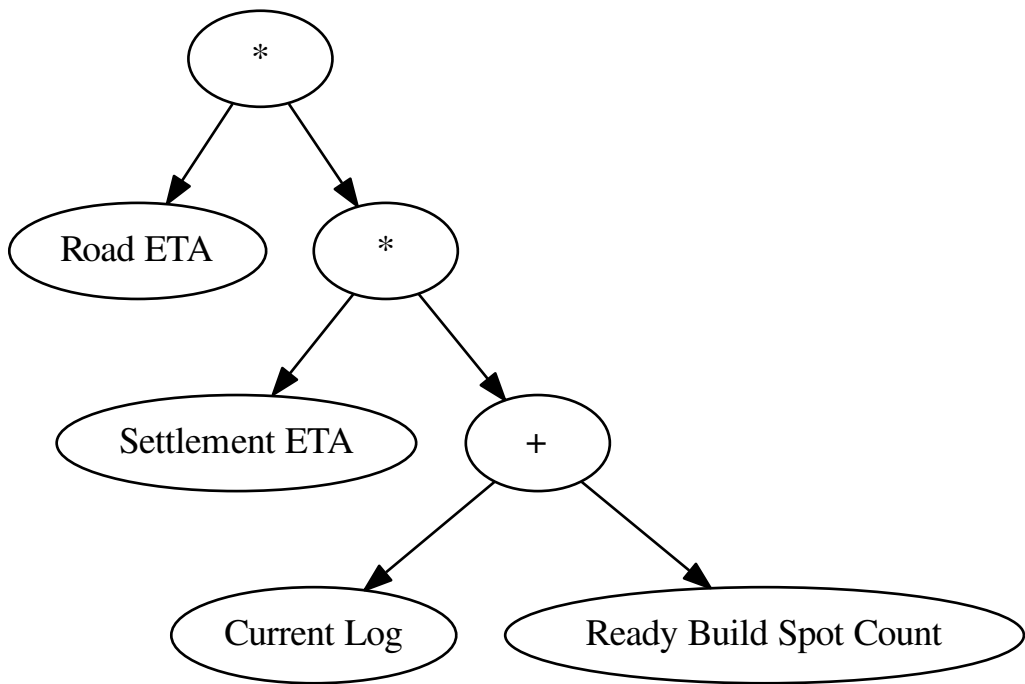 *
Road ETA
*
Settlement ETA
+
Current Log
Ready Build Spot Count